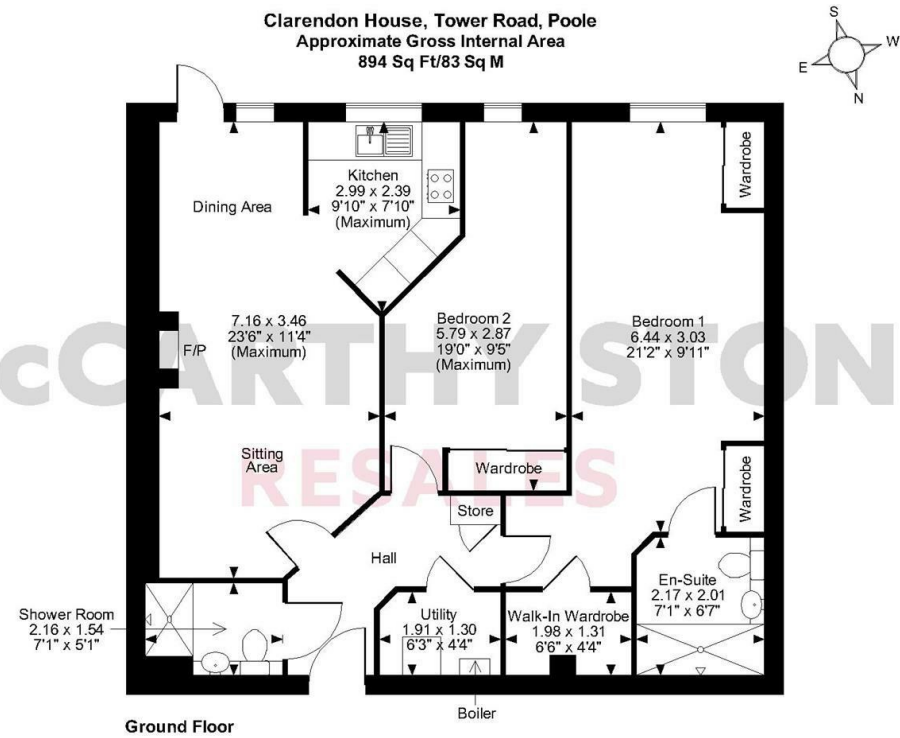 Clarendon House, Tower Road, Poole
Approximate Gross Internal Area
894 Sq Ft/83 Sq M
S
W
E
N
Kitchen
2.99 x 2.39
9'10" x 7'10"
(Maximum)
Wardrobe
Dining Area
7.16 x 3.46
23'6" x 11'4"
(Maximum)
F/P
Bedroom 2
5.79 x 2.87
19'0" x 9'5"
(Maximum)
Bedroom 1
6.44 x 3.03
21'2" x 9'11"
cCARTHY STON
RESALES
Sitting
Area
Wardrobe
Wardrobe
Store
Hall
En-Suite
2.17 x 2.01
7'1" x 6'7"
Shower Room
2.16 x 1.54
7'1" x 5'1"
Utility
1.91 x 1.30
6'3" x 4'4"
Walk-In Wardrobe
1.98 x 1.31
6'6" x 4'4"
Boiler
Ground Floor